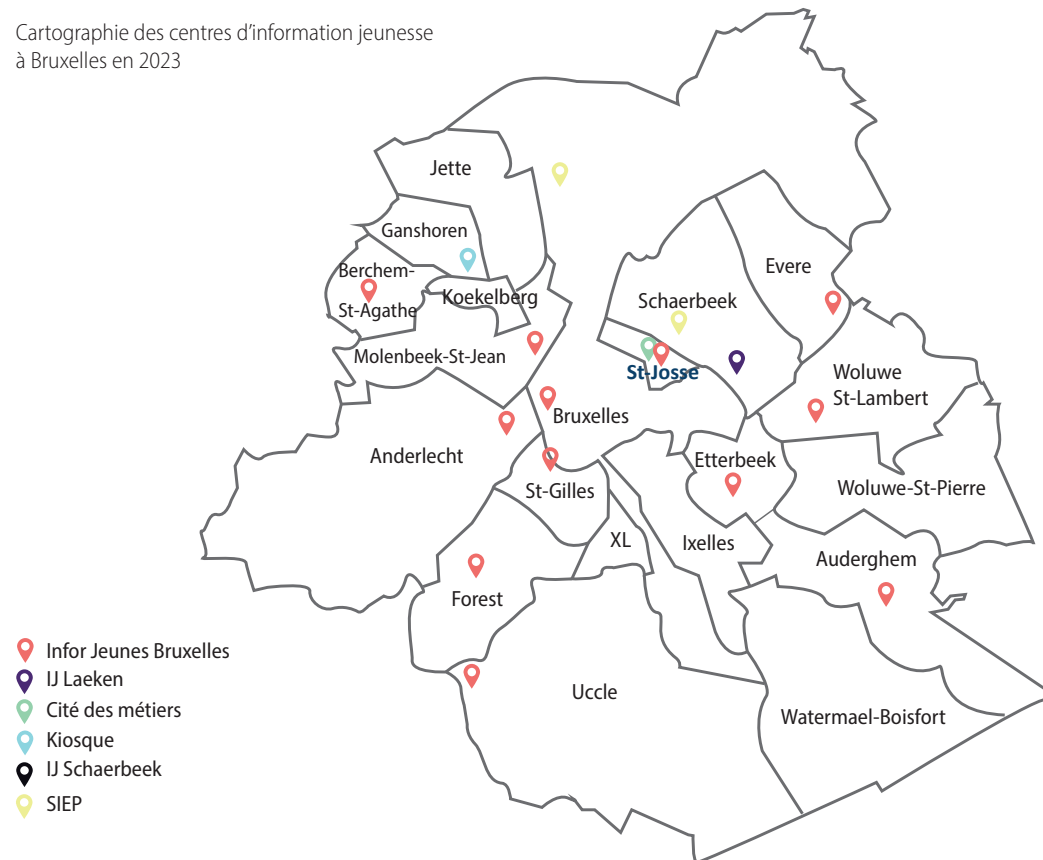 Cartographie des centres d'information jeunesse
à Bruxelles en 2023
Jette
Ganshoren
Berchem-
St-Agathe
Koekelberg
Molenbeek-St-Jean
Evere
Schaerbeek
St-Josse
Woluwe
St-Lambert
Bruxelles
Anderlecht
Etterbeek
St-Gilles
Woluwe-St-Pierre
XL
Ixelles
Auderghem
Forest
Uccle
Watermael-Boisfort
Infor Jeunes Bruxelles
IJ Laeken
Cité des métiers
Kiosque
IJ Schaerbeek
SIEP